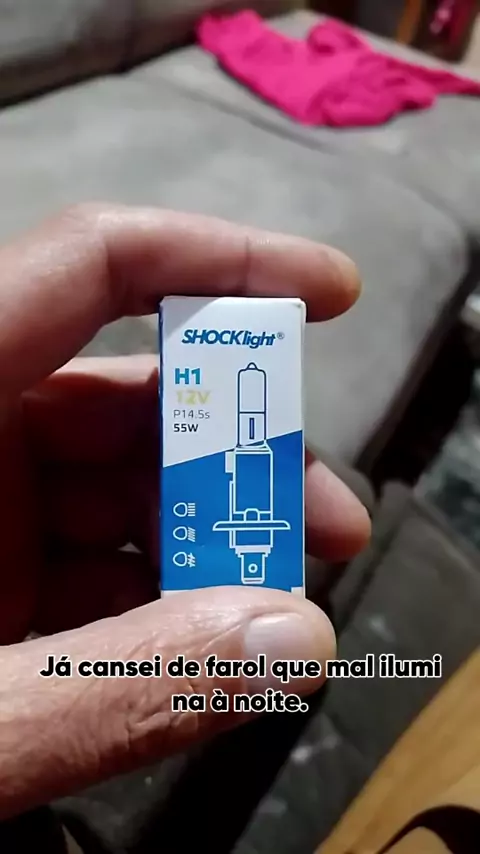 SHOCKlight®
H1
12V
P14.5s
55W
Já cansei de farol que mal ilumi
na à noite.